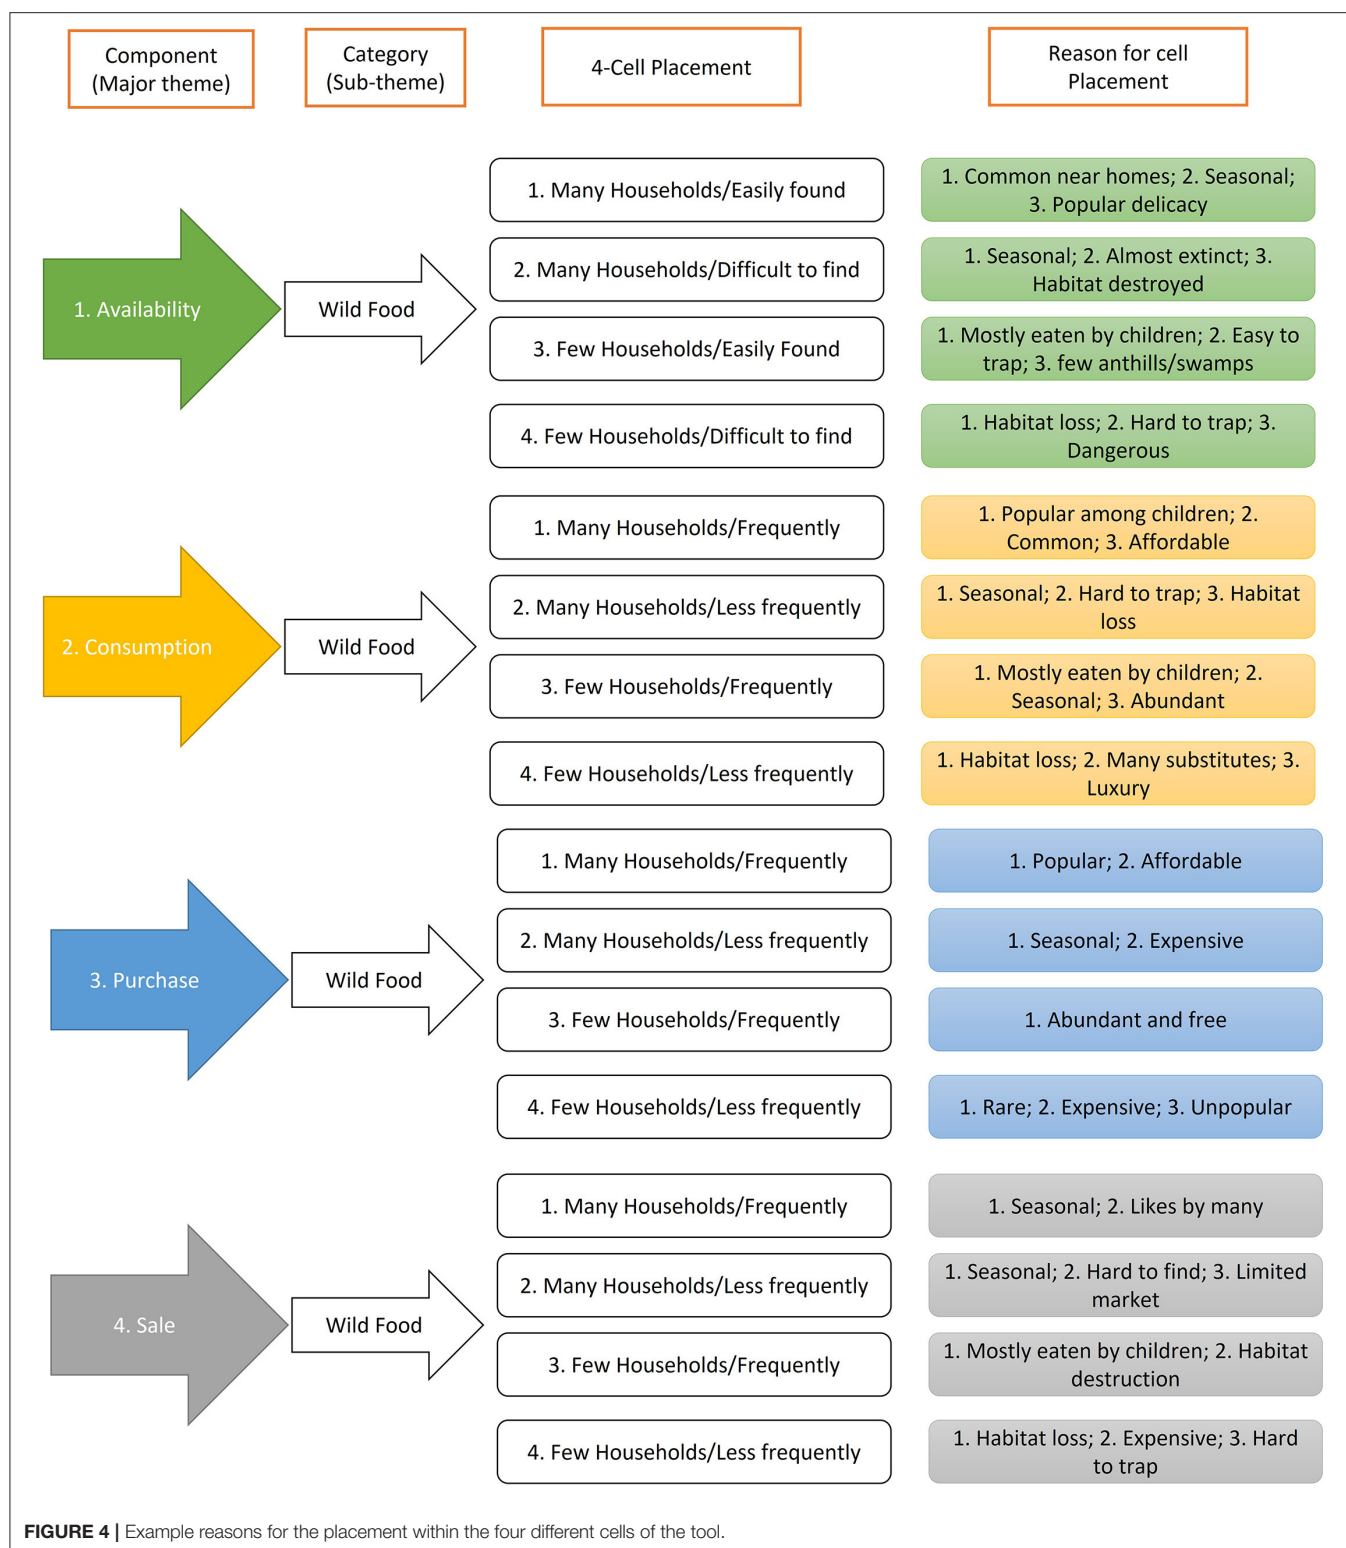 Component
(Major theme)
Category
(Sub-theme)
4-Cell Placement
Reason for cell
Placement
1. Availability
Wild Food
1. Many Households/Easily found
1. Common near homes; 2. Seasonal;
3. Popular delicacy
2. Many Households/Difficult to find
1. Seasonal; 2. Almost extinct; 3.
Habitat destroyed
3. Few Households/Easily Found
1. Mostly eaten by children; 2. Easy to
trap; 3. few anthills/swamps
4. Few Households/Difficult to find
1. Habitat loss; 2. Hard to trap; 3.
Dangerous
2. Consumption
Wild Food
1. Many Households/Frequently
1. Popular among children; 2.
Common; 3. Affordable
2. Many Households/Less frequently
1. Seasonal; 2. Hard to trap; 3. Habitat
loss
3. Few Households/Frequently
1. Mostly eaten by children; 2.
Seasonal; 3. Abundant
4. Few Households/Less frequently
1. Habitat loss; 2. Many substitutes; 3.
Luxury
3. Purchase
Wild Food
1. Many Households/Frequently
1. Popular; 2. Affordable
2. Many Households/Less frequently
1. Seasonal; 2. Expensive
3. Few Households/Frequently
1. Abundant and free
4. Few Households/Less frequently
1. Rare; 2. Expensive; 3. Unpopular
4. Sale
Wild Food
1. Many Households/Frequently
1. Seasonal; 2. Likes by many
2. Many Households/Less frequently
1. Seasonal; 2. Hard to find; 3. Limited
market
3. Few Households/Frequently
1. Mostly eaten by children; 2. Habitat
destruction
4. Few Households/Less frequently
1. Habitat loss; 2. Expensive; 3. Hard
to trap
FIGURE 4 | Example reasons for the placement within the four different cells of the tool.